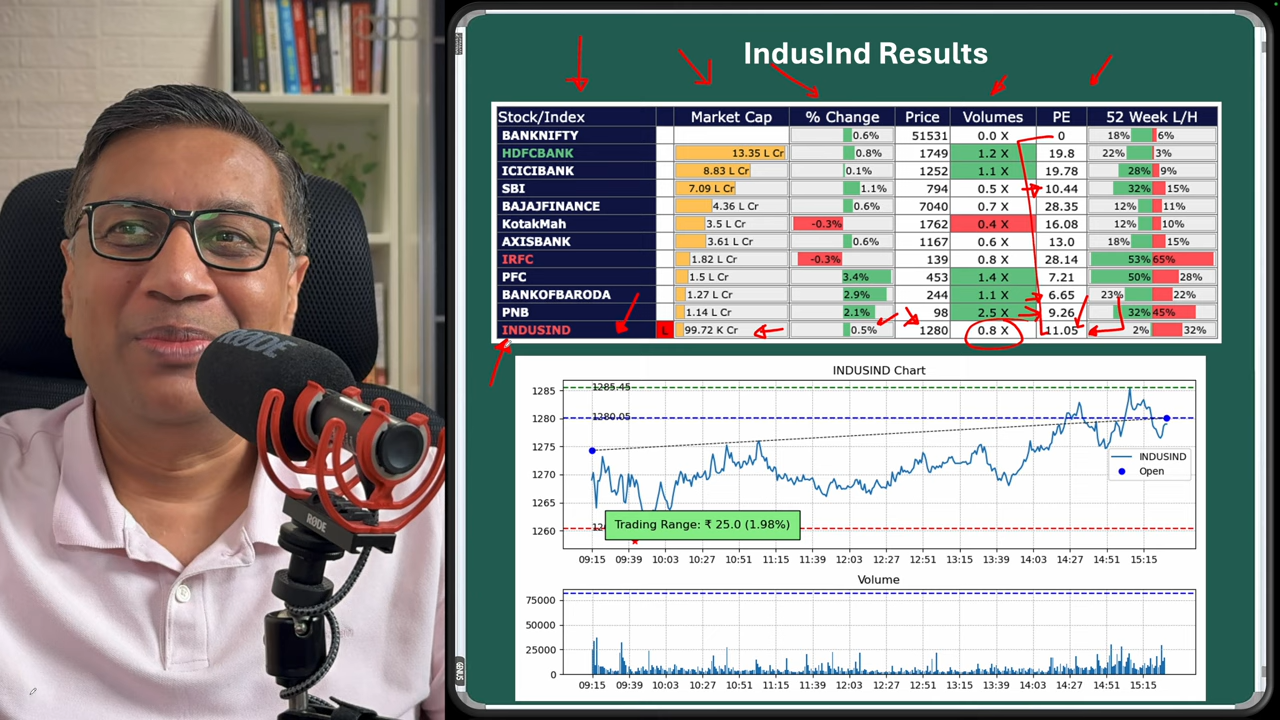 IndusInd Results
Stock/Index Market Cap % Change Price Volumes PE 52 Week L/H
BANKNIFTY 0.6% 51531 0.0 X 0 18% 6%
HDFCBANK 13.35 L Cr 0.8% 1749 1.2 X 19.8 22% 3%
ICICIBANK 8.83 L Cr 0.1% 1252 1.1 X 19.78 28% 9%
SBI 7.09 L Cr 1.1% 794 0.5 X 10.44 32% 15%
BAJAJFINANCE 4.36 L Cr 0.6% 7040 0.7 X 28.35 12% 11%
KotakMah 3.5 L Cr -0.3% 1762 0.4 X 16.08 12% 10%
AXISBANK 3.61 L Cr 0.6% 1167 0.6 X 13.0 18% 15%
IRFC 1.82 L Cr -0.3% 139 0.8 X 28.14 53% 65%
PFC 1.5 L Cr 3.4% 453 1.4 X 7.21 50% 28%
BANKOFBARODA 1.27 L Cr 2.9% 244 1.1 X 6.65 23% 22%
PNB 1.14 L Cr 2.1% 98 2.5 X 9.26 32% 45%
INDUSIND L 99.72 K Cr 0.5% 1280 0.8 X 11.05 2% 32%
INDUSIND Chart
1285 1285.45
1280 1280.05
1275
1270
1265
1260
INDUSIND
Open
Trading Range: ₹ 25.0 (1.98%)
09:15 09:39 10:03 10:27 10:51 11:15 11:39 12:03 12:27 12:51 13:15 13:39 14:03 14:27 14:51 15:15
Volume
75000
50000
25000
0
09:15 09:39 10:03 10:27 10:51 11:15 11:39 12:03 12:27 12:51 13:15 13:39 14:03 14:27 14:51 15:15
RØDE
RØDE